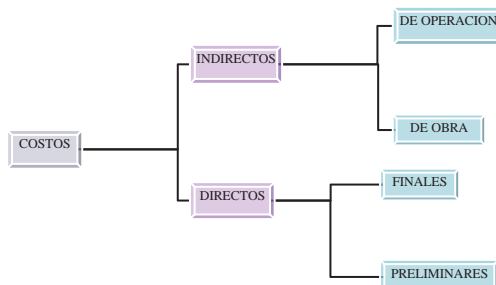 DE OPERACION
INDIRECTOS
DE OBRA
COSTOS
FINALES
DIRECTOS
PRELIMINARES